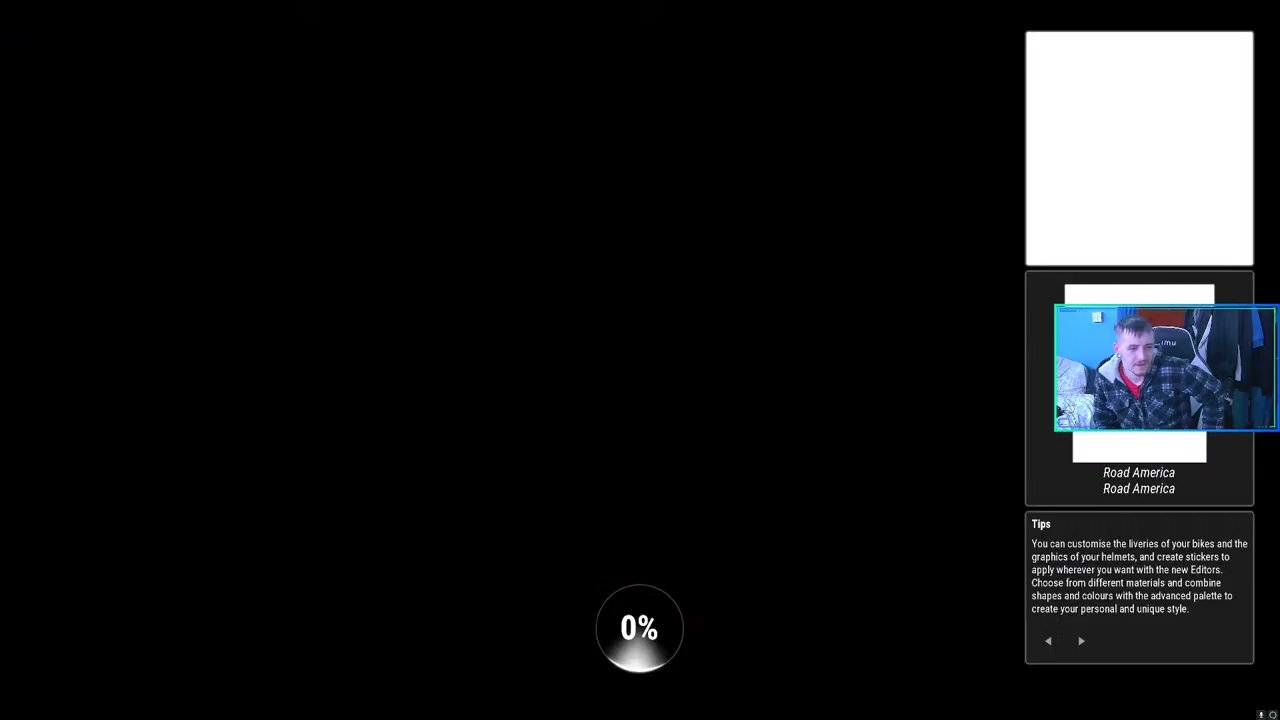 imu
Road America
Road America
Tips
You can customise the liveries of your bikes and the
graphics of your helmets, and create stickers to
apply wherever you want with the new Editors.
Choose from different materials and combine
shapes and colours with the advanced palette to
create your personal and unique style.
0%